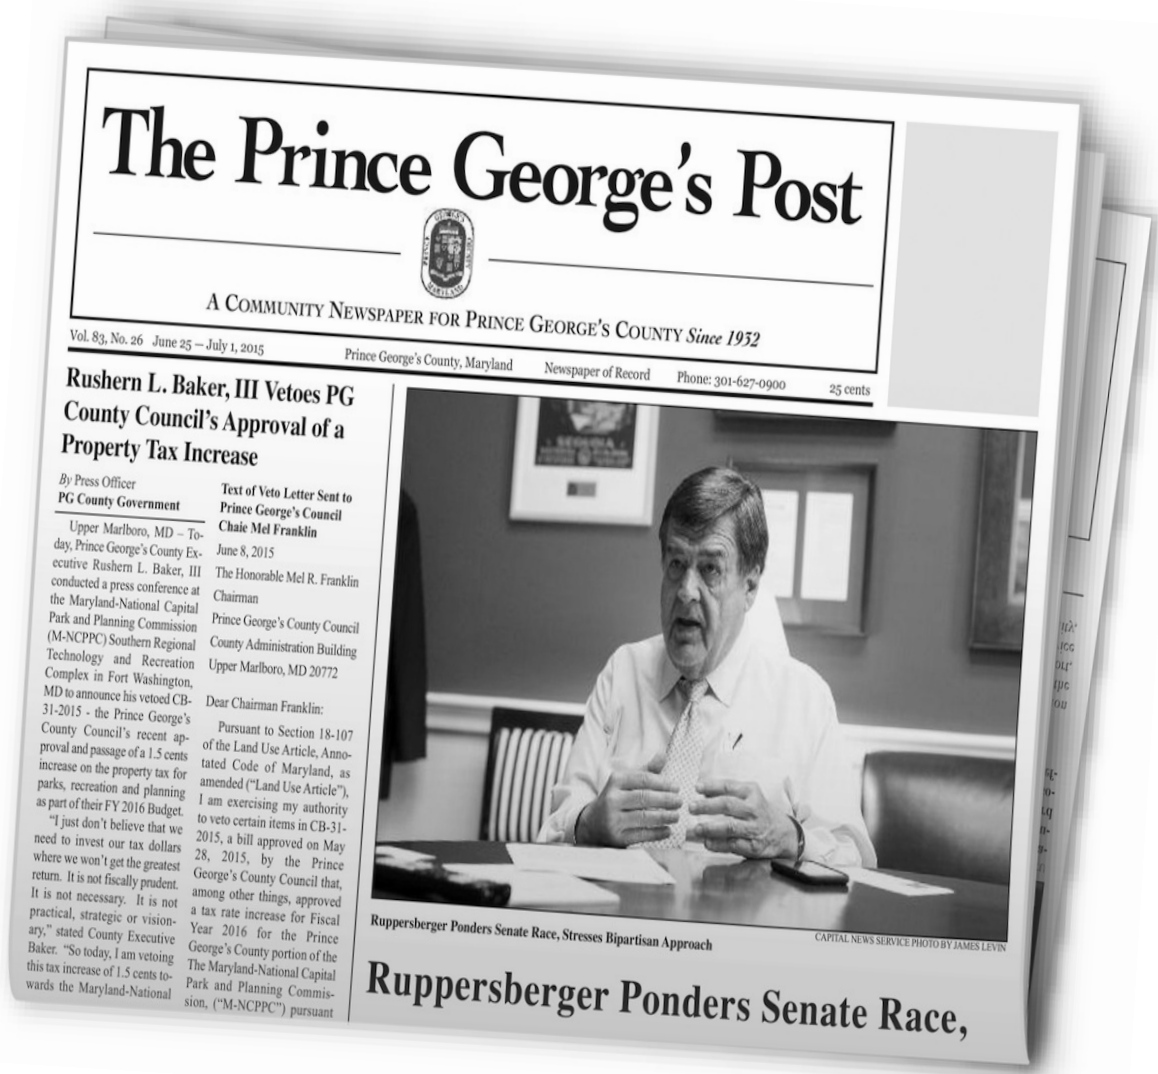 The Prince George's Post
A COMMUNITY NEWSPAPER FOR PRINCE GEORGE'S COUNTY Since 1932
Vol. 83, No. 26 June 25 — July 1, 2015 Prince George's County, Maryland Newspaper of Record Phone: 301-627-0900 25 cents
Rushern L. Baker, III Vetoes PG
County Council's Approval of a
Property Tax Increase
By Press Officer
PG County Government
Upper Marlboro, MD – To-
day, Prince George's County Ex-
ecutive Rushern L. Baker, III
conducted a press conference at
the Maryland-National Capital
Park and Planning Commission
(M-NCPPC) Southern Regional
Technology and Recreation
Complex in Fort Washington,
MD to announce his vetoed CB-
31-2015 - the Prince George's
County Council's recent ap-
proval and passage of a 1.5 cents
increase on the property tax for
parks, recreation and planning
as part of their FY 2016 Budget.
"I just don't believe that we
need to invest our tax dollars
where we won't get the greatest
return. It is not fiscally prudent.
It is not necessary. It is not
practical, strategic or vision-
ary," stated County Executive
Baker. "So today, I am vetoing
this tax increase of 1.5 cents to-
wards the Maryland-National
Text of Veto Letter Sent to
Prince George's Council
Chaie Mel Franklin
June 8, 2015
The Honorable Mel R. Franklin
Chairman
Prince George's County Council
County Administration Building
Upper Marlboro, MD 20772
Dear Chairman Franklin:
Pursuant to Section 18-107
of the Land Use Article, Anno-
tated Code of Maryland, as
amended ("Land Use Article"),
I am exercising my authority
to veto certain items in CB-31-
2015, a bill approved on May
28, 2015, by the Prince
George's County Council that,
among other things, approved
a tax rate increase for Fiscal
Year 2016 for the Prince
George's County portion of the
The Maryland-National Capital
Park and Planning Commis-
sion, ("M-NCPPC") pursuant
SEQUOIA
Ruppersberger Ponders Senate Race, Stresses Bipartisan Approach
CAPITAL NEWS SERVICE PHOTO BY JAMES LEVIN
Ruppersberger Ponders Senate Race,